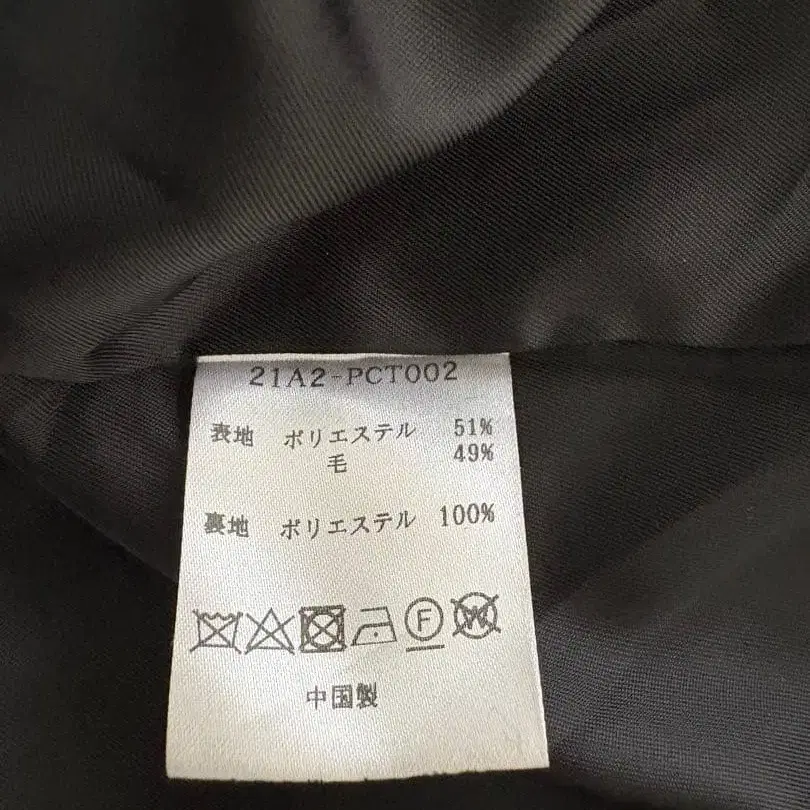 21A2-PCT002
表地 ポリエステル 51%
毛 49%
裏地 ポリエステル 100%
F W
中国製